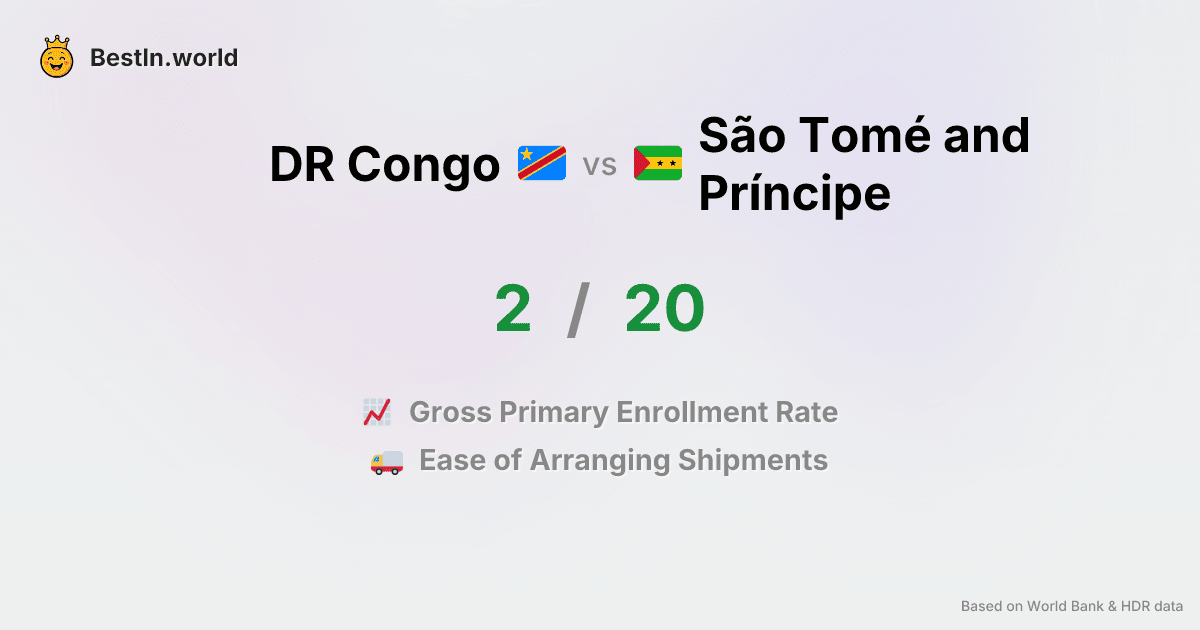 BestIn.world
DR Congo vs São Tomé and
Príncipe
2 / 20
Gross Primary Enrollment Rate
Ease of Arranging Shipments
Based on World Bank & HDR data